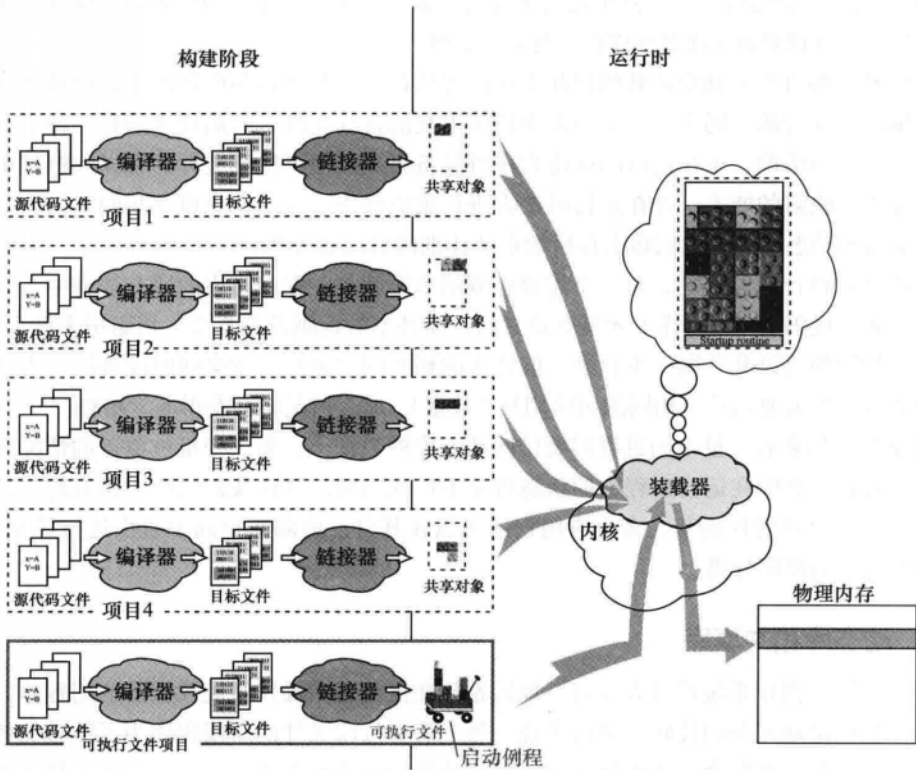 构建阶段
运行时
x=A
Y=B
编译器
链接器
源代码文件
目标文件
共享对象
项目1
x=A
Y=B
编译器
链接器
源代码文件
目标文件
共享对象
项目2
x=A
Y=B
编译器
链接器
源代码文件
目标文件
共享对象
项目3
x=A
Y=B
编译器
链接器
源代码文件
目标文件
共享对象
项目4
x=A
Y=B
编译器
链接器
源代码文件
目标文件
可执行文件
可执行文件项目
启动例程
Startup routine
装载器
内核
物理内存